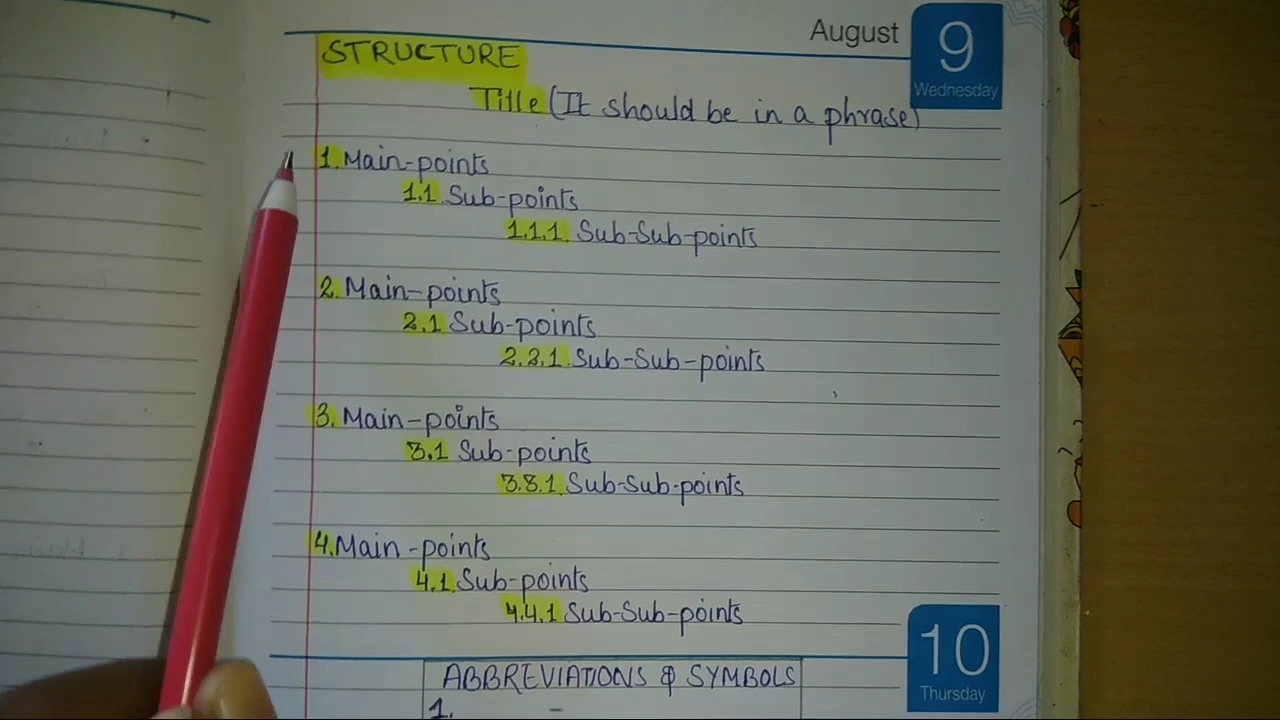 August 9
Wednesday
STRUCTURE
Title (It should be in a phrase)
1. Main-points
1.1 Sub-points
1.1.1. Sub-Sub-points
2. Main-points
2.1 Sub-points
2.2.1. Sub-Sub-points
3. Main-points
3.1 Sub-points
3.3.1. Sub-Sub-points
4. Main-points
4.1. Sub-points
4.4.1 Sub-Sub-points
10
Thursday
ABBREVIATIONS & SYMBOLS
1. -